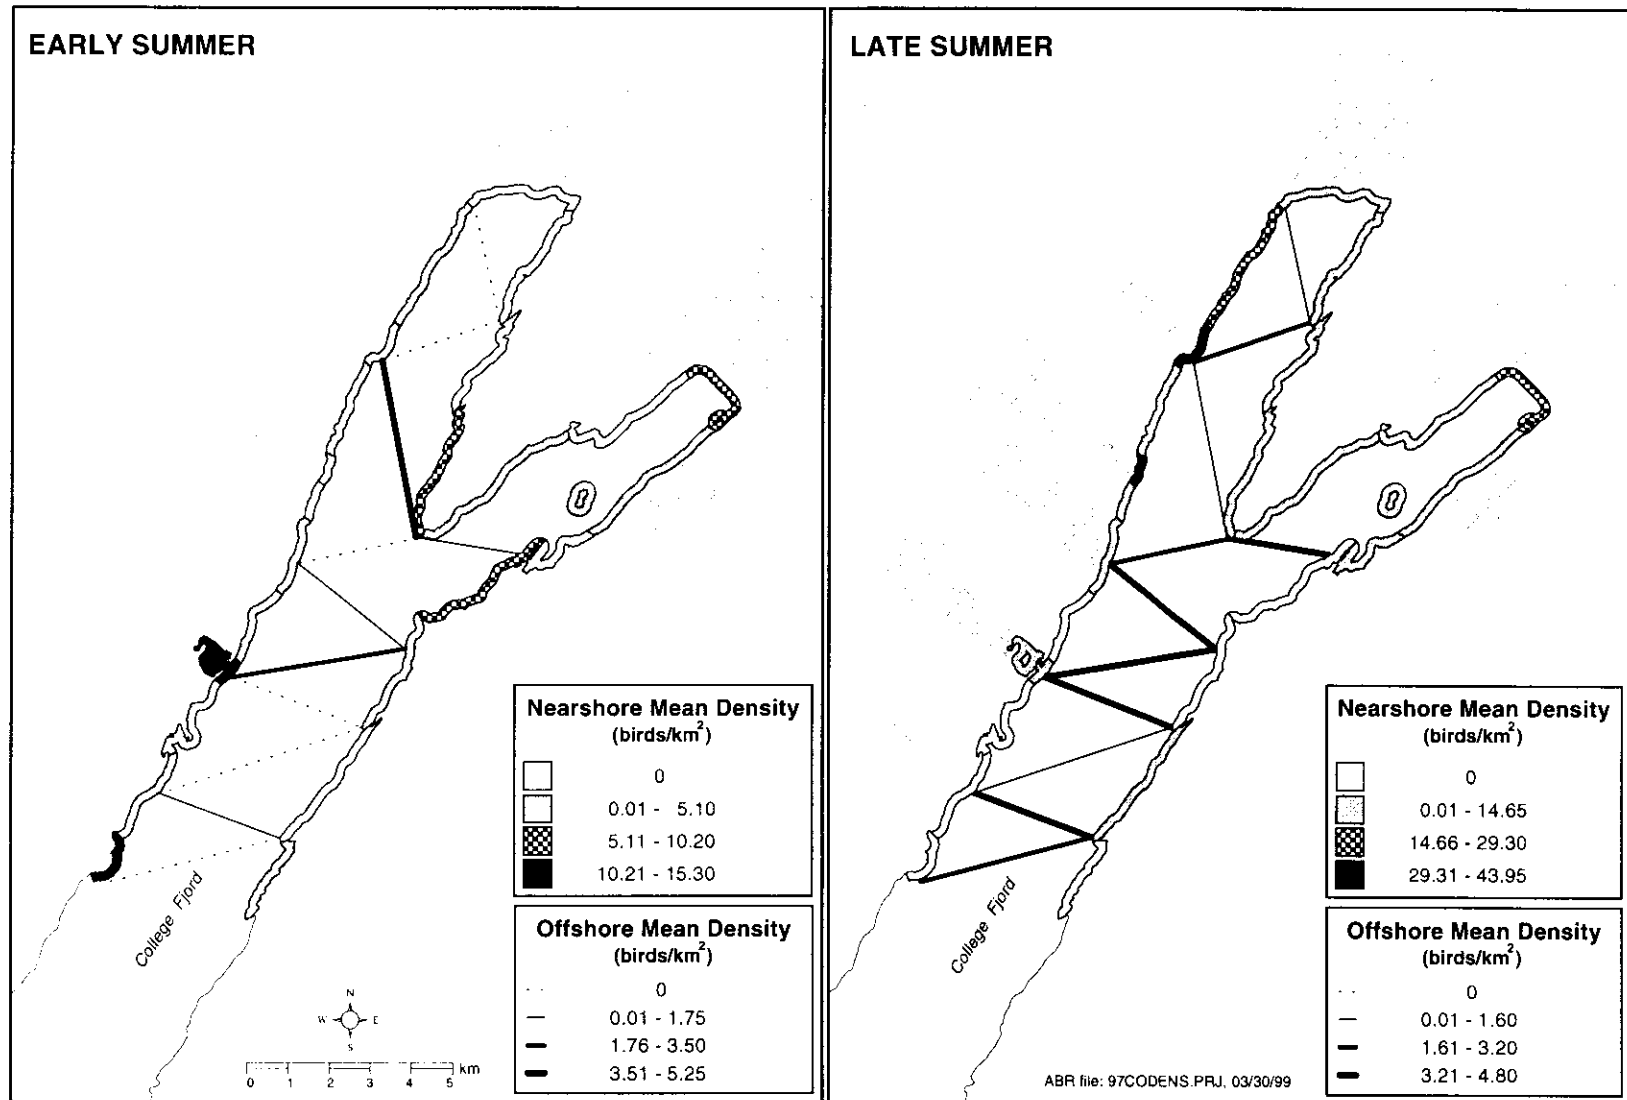 EARLY SUMMER
College Fjord
N
W E
S
0 1 2 3 4 5 km
Nearshore Mean Density
(birds/km²)
0
0.01 - 5.10
5.11 - 10.20
10.21 - 15.30
Offshore Mean Density
(birds/km²)
0
0.01 - 1.75
1.76 - 3.50
3.51 - 5.25
LATE SUMMER
College Fjord
Nearshore Mean Density
(birds/km²)
0
0.01 - 14.65
14.66 - 29.30
29.31 - 43.95
Offshore Mean Density
(birds/km²)
0
0.01 - 1.60
1.61 - 3.20
3.21 - 4.80
ABR file: 97CODENS.PRJ, 03/30/99